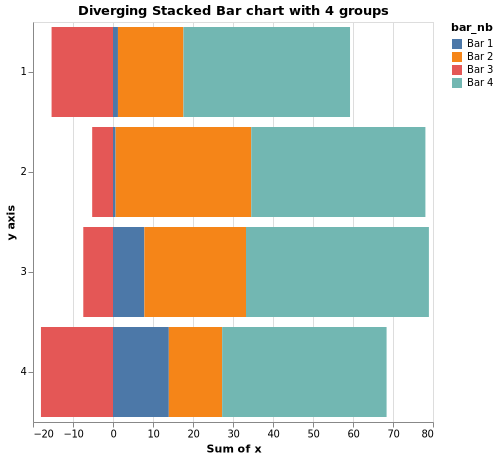 Diverging Stacked Bar chart with 4 groups
bar_nb
Bar 1
Bar 2
Bar 3
Bar 4
y axis
1
2
3
4
−20 −10 0 10 20 30 40 50 60 70 80
Sum of x